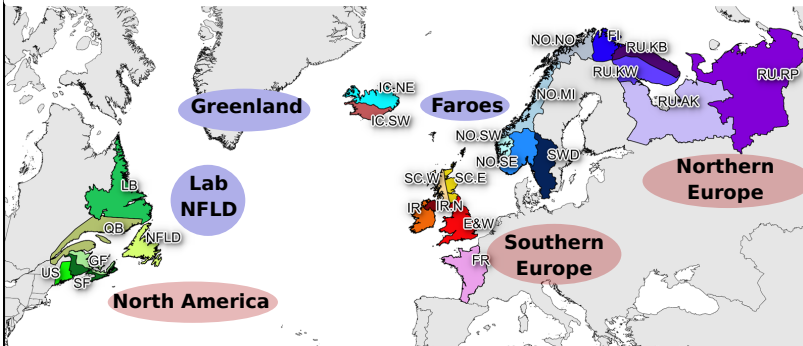 NO.NO
FI
RU.KB
RU.RP
RU.KW
IC.NE
NO.MI
RU.AK
Greenland
Faroes
IC.SW
NO.SW
NO.SE
SWD
SC.W
SC.E
Northern
Europe
LB
Lab
NFLD
IR
IR.N
E&W
QB
NFLD
Southern
Europe
GF
FR
US
SF
North America